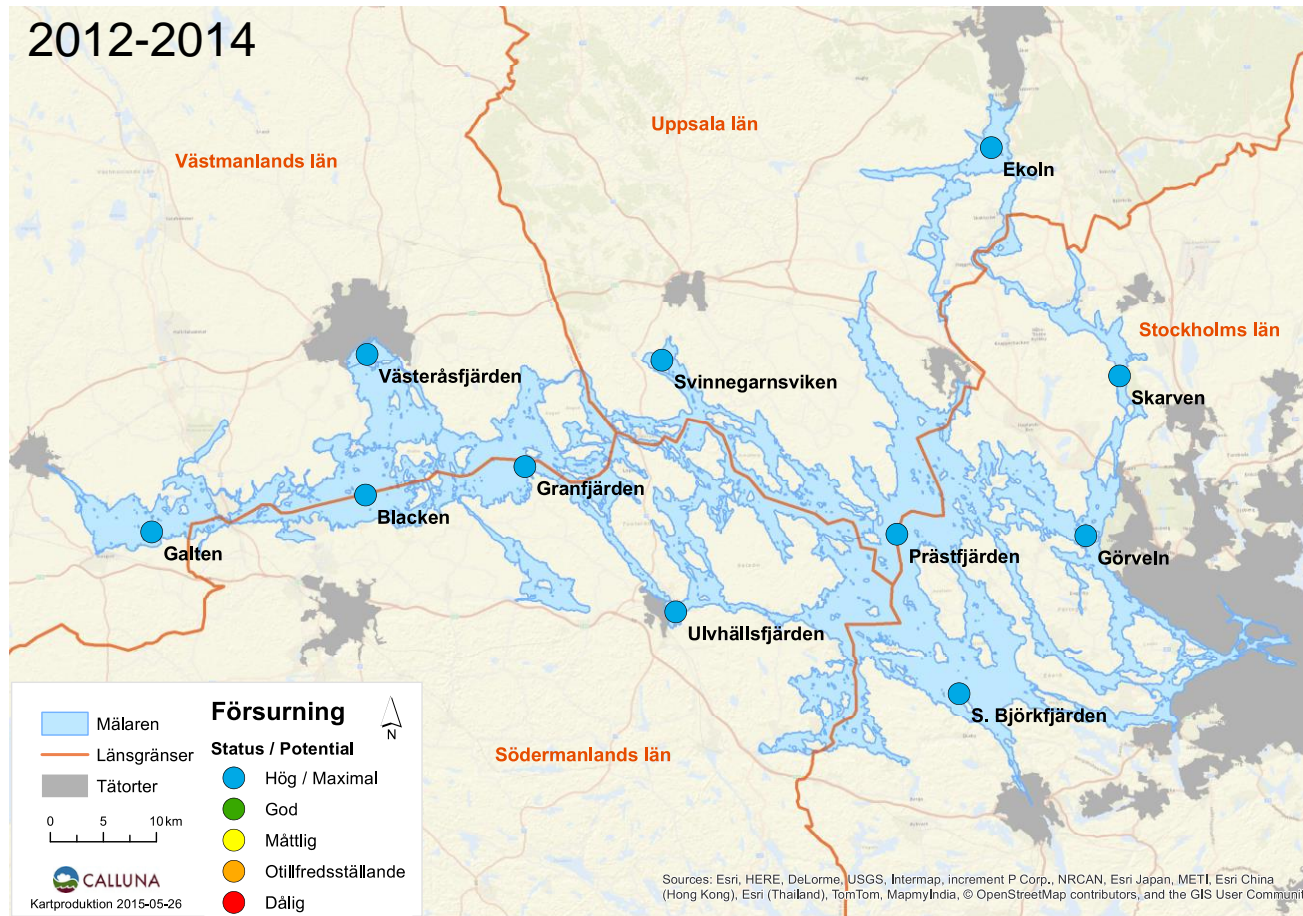 2012-2014
Uppsala län
Västmanlands län
Ekoln
Stockholms län
Västeråsfjärden
Svinnegarnsviken
Skarven
Granfjärden
Blacken
Galten
Prästfjärden
Görveln
Ulvhällsfjärden
S. Björkfjärden
Södermanlands län
Mälaren
Länsgränser
Tätorter
0 5 10 km
CALLUNA
Kartproduktion 2015-05-26
Försurning
N
Status / Potential
Hög / Maximal
God
Måttlig
Otillfredsställande
Dålig
Sources: Esri, HERE, DeLorme, USGS, Intermap, increment P Corp., NRCAN, Esri Japan, METI, Esri China
(Hong Kong), Esri (Thailand), TomTom, MapmyIndia, © OpenStreetMap contributors, and the GIS User Communit